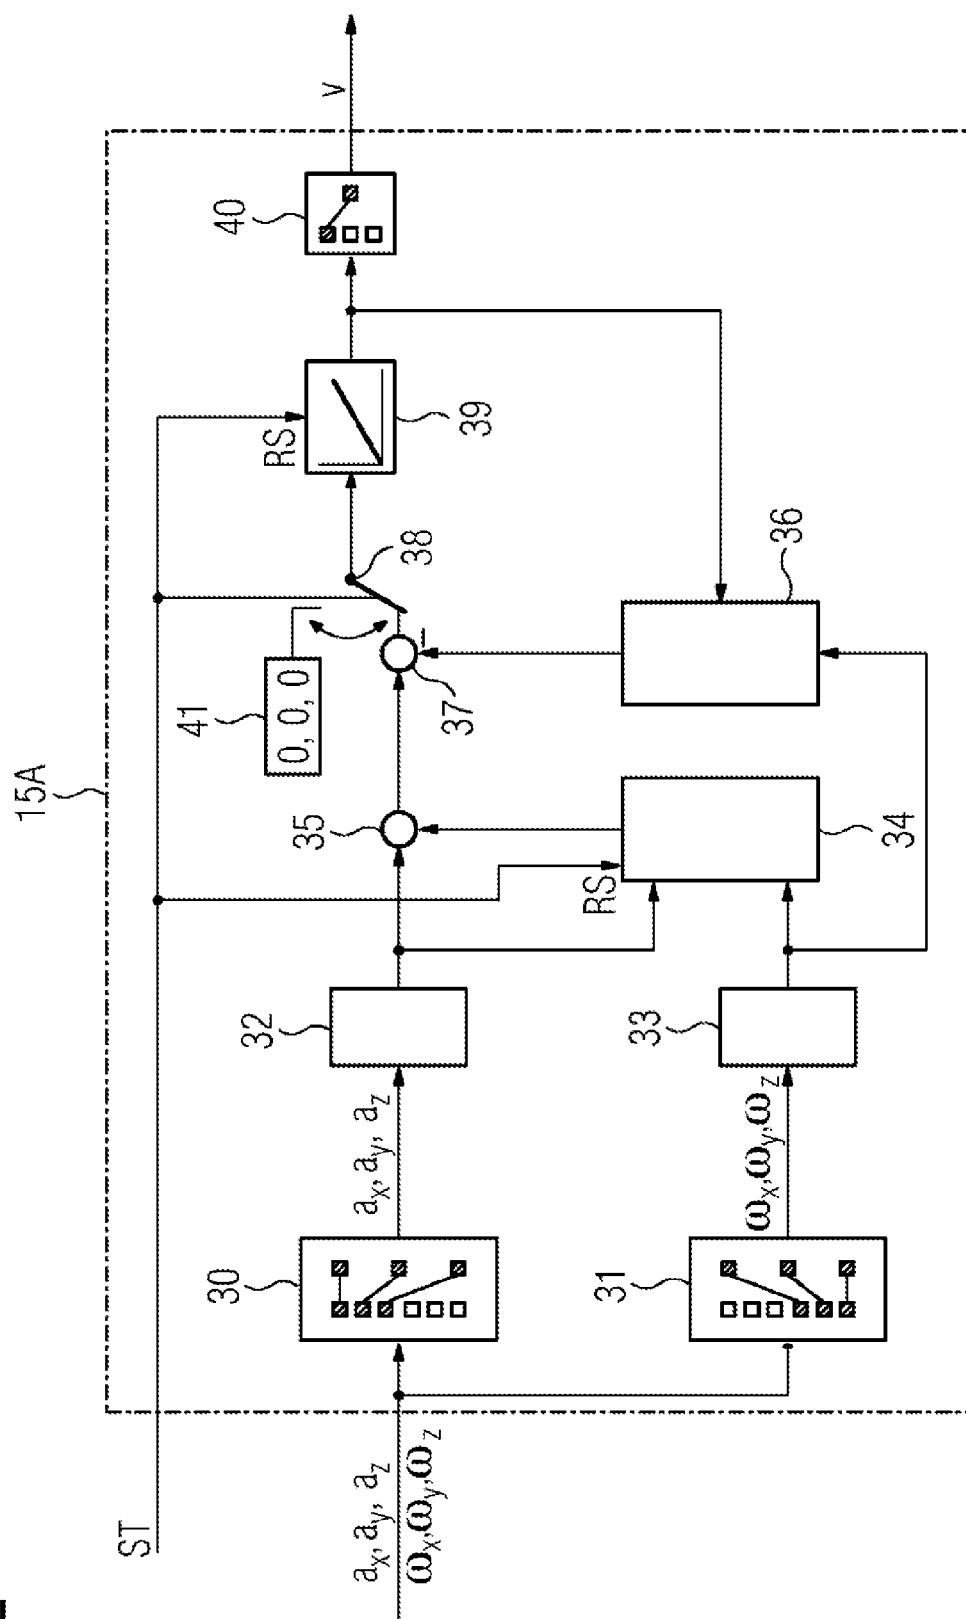 15A
ST
a_x, a_y, a_z
ω_x, ω_y, ω_z
30
a_x, a_y, a_z
32
35
41
0, 0, 0
37
38
RS
39
40
v
31
ω_x, ω_y, ω_z
33
RS
34
36